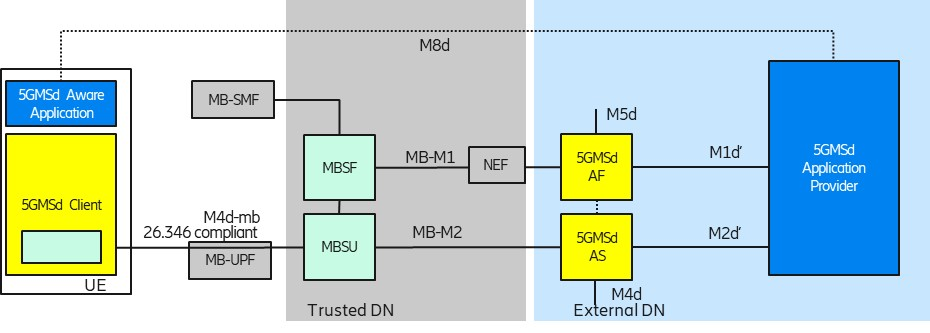 M8d
5GMSd Aware
Application
MB-SMF
M5d
MBSF
MB-M1
NEF
5GMSd
AF
M1d'
5GMSd
Application
Provider
5GMSd Client
M4d-mb
26.346 compliant
MB-UPF
MBSU
MB-M2
5GMSd
AS
M2d'
UE
M4d
Trusted DN
External DN